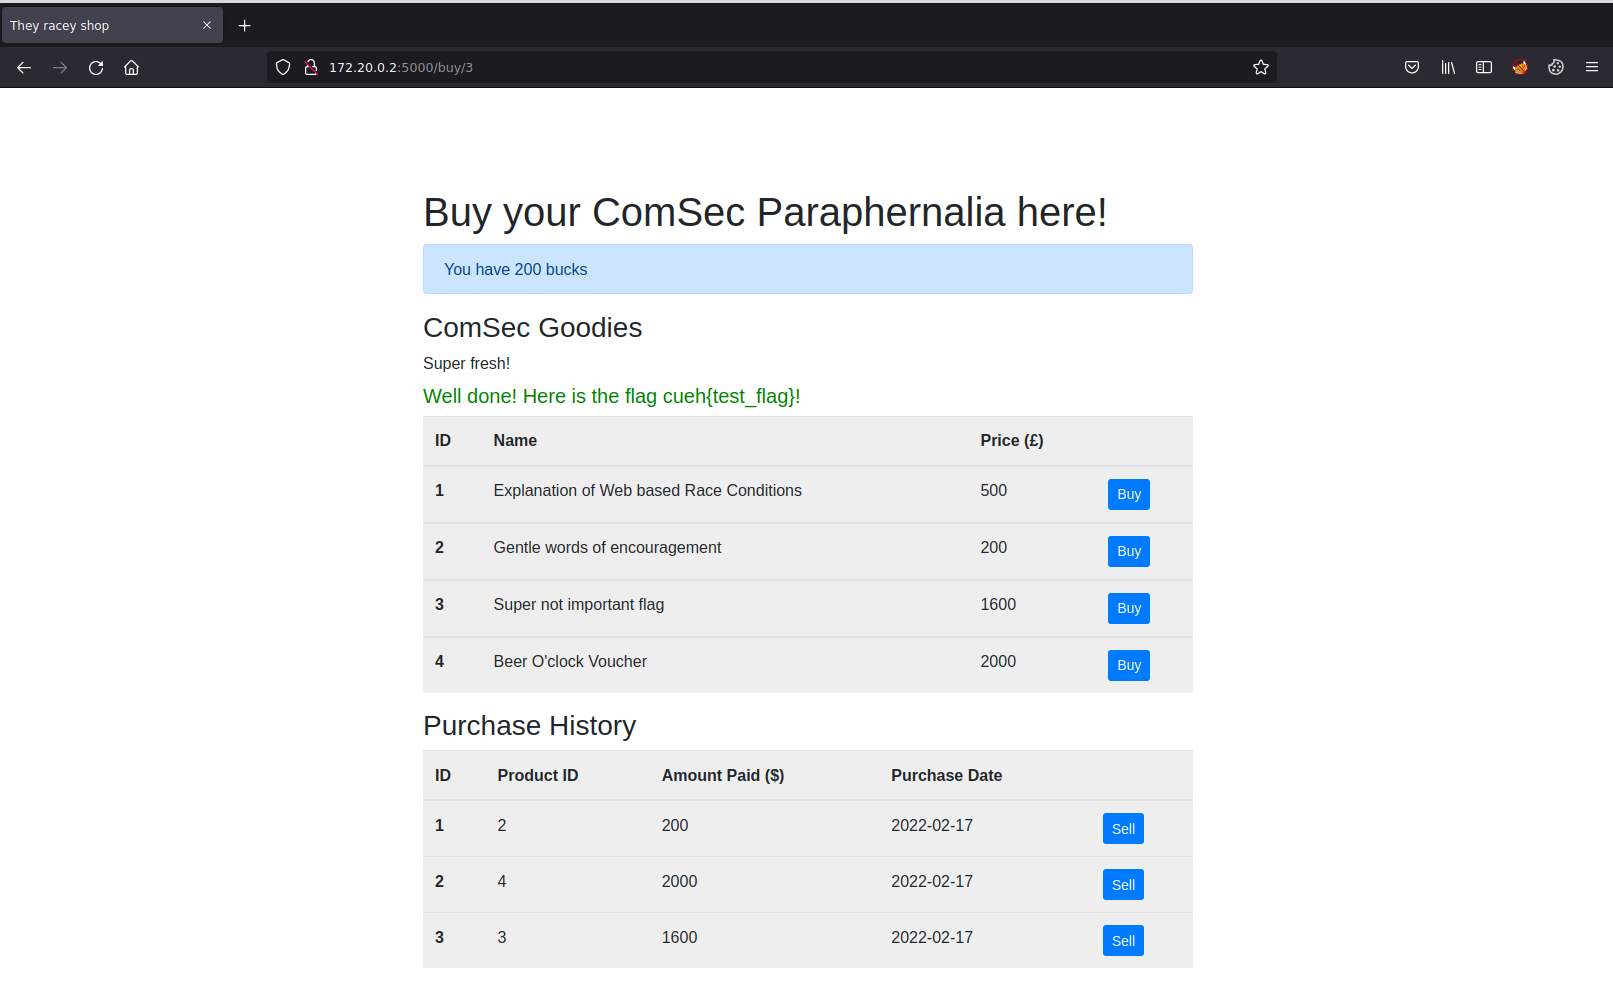 They racey shop
172.20.0.2:5000/buy/3
Buy your ComSec Paraphernalia here!
You have 200 bucks
ComSec Goodies
Super fresh!
Well done! Here is the flag cueh{test_flag}!
ID Name Price (£)
1 Explanation of Web based Race Conditions 500 Buy
2 Gentle words of encouragement 200 Buy
3 Super not important flag 1600 Buy
4 Beer O'clock Voucher 2000 Buy
Purchase History
ID Product ID Amount Paid ($) Purchase Date
1 2 200 2022-02-17 Sell
2 4 2000 2022-02-17 Sell
3 3 1600 2022-02-17 Sell